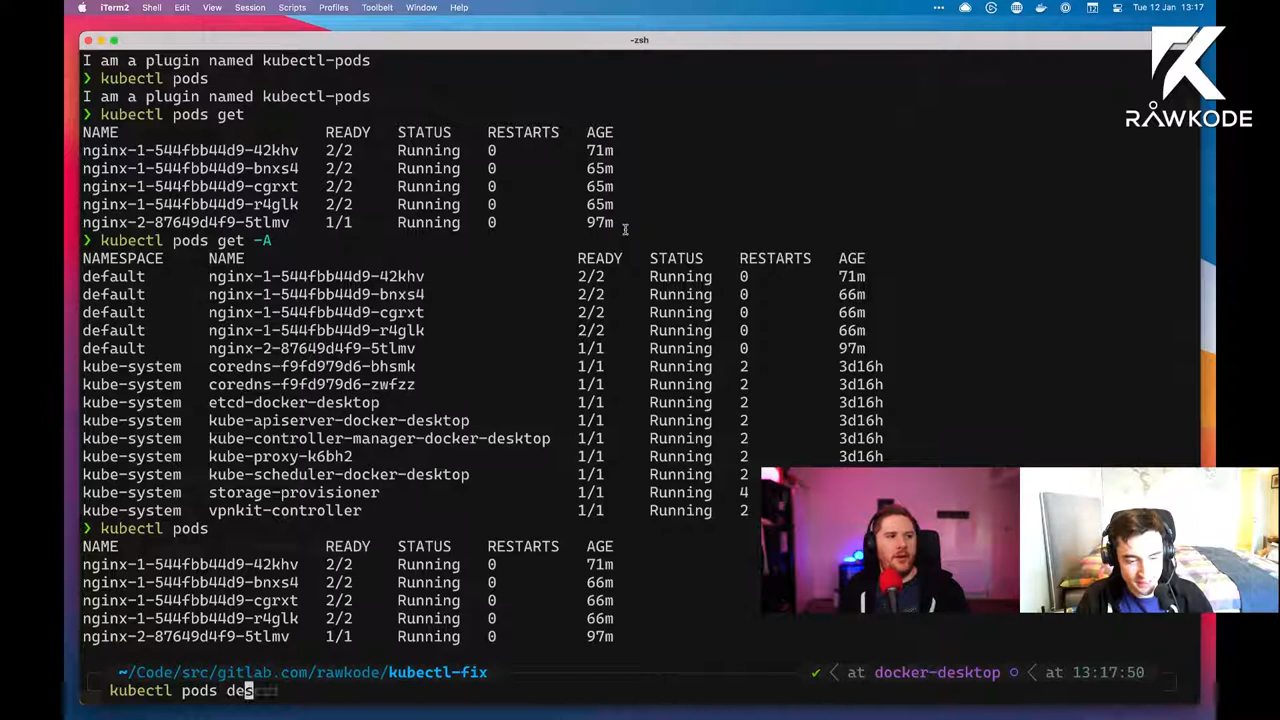 iTerm2 Shell Edit View Session Scripts Profiles Toolbelt Window Help Tue 12 Jan 13:17
-zsh
RAWKODE
I am a plugin named kubectl-pods
❯ kubectl pods
I am a plugin named kubectl-pods
❯ kubectl pods get
NAME READY STATUS RESTARTS AGE
nginx-1-544fbb44d9-42khv 2/2 Running 0 71m
nginx-1-544fbb44d9-bnxs4 2/2 Running 0 65m
nginx-1-544fbb44d9-cgrxt 2/2 Running 0 65m
nginx-1-544fbb44d9-r4glk 2/2 Running 0 65m
nginx-2-87649d4f9-5tlmv 1/1 Running 0 97m
❯ kubectl pods get -A
NAMESPACE NAME READY STATUS RESTARTS AGE
default nginx-1-544fbb44d9-42khv 2/2 Running 0 71m
default nginx-1-544fbb44d9-bnxs4 2/2 Running 0 66m
default nginx-1-544fbb44d9-cgrxt 2/2 Running 0 66m
default nginx-1-544fbb44d9-r4glk 2/2 Running 0 66m
default nginx-2-87649d4f9-5tlmv 1/1 Running 0 97m
kube-system coredns-f9fd979d6-bhsmk 1/1 Running 2 3d16h
kube-system coredns-f9fd979d6-zwfzz 1/1 Running 2 3d16h
kube-system etcd-docker-desktop 1/1 Running 2 3d16h
kube-system kube-apiserver-docker-desktop 1/1 Running 2 3d16h
kube-system kube-controller-manager-docker-desktop 1/1 Running 2 3d16h
kube-system kube-proxy-k6bh2 1/1 Running 2 3d16h
kube-system kube-scheduler-docker-desktop 1/1 Running 2
kube-system storage-provisioner 1/1 Running 4
kube-system vpnkit-controller 1/1 Running 2
❯ kubectl pods
NAME READY STATUS RESTARTS AGE
nginx-1-544fbb44d9-42khv 2/2 Running 0 71m
nginx-1-544fbb44d9-bnxs4 2/2 Running 0 66m
nginx-1-544fbb44d9-cgrxt 2/2 Running 0 66m
nginx-1-544fbb44d9-r4glk 2/2 Running 0 66m
nginx-2-87649d4f9-5tlmv 1/1 Running 0 97m
~/Code/src/gitlab.com/rawkode/kubectl-fix ✔ < at docker-desktop ○ < at 13:17:50
kubectl pods des